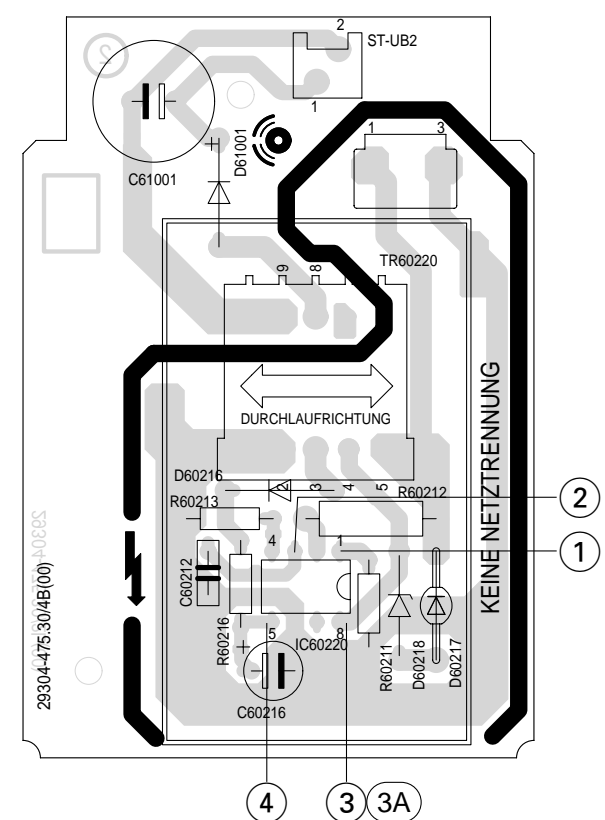 2
ST-UB2
2
1
D61001
+
C61001
1
3
TR60220
9
8
DURCHLAUFRICHTUNG
KEINE NETZTRENNUNG
D60216
2
3
4
5
R60213
R60212
2
4
1
1
C60212
R60216
+
5
8
IC60220
R60211
D60218
D60217
C60216
29304-475.30/4B(00)
4
3
3A